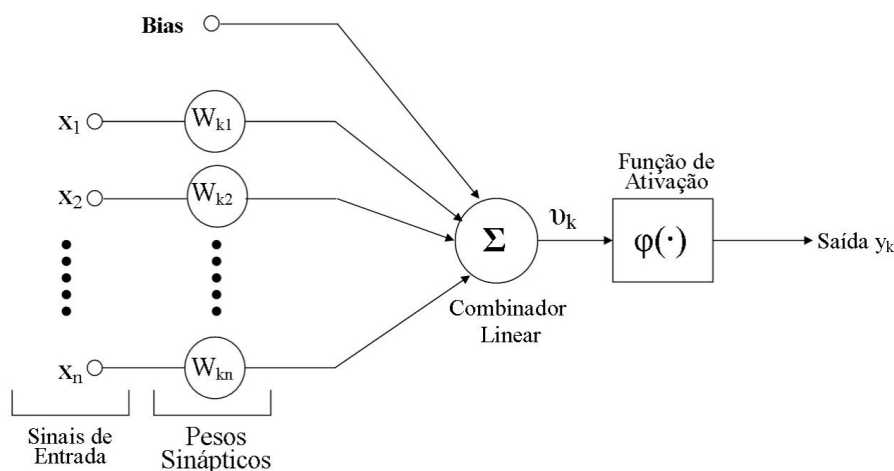 Bias
x1
Wk1
x2
Wk2
xn
Wkn
Σ
Combinador
Linear
υk
Função de
Ativação
φ(·)
Saída yk
Sinais de
Entrada
Pesos
Sinápticos